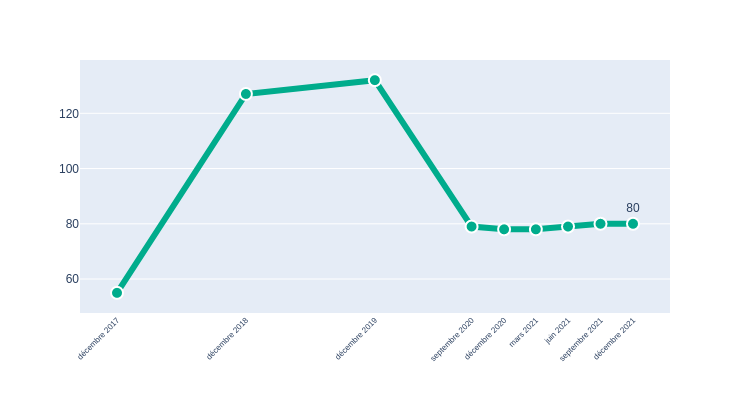 120
100
80
60
80
décembre 2017
décembre 2018
décembre 2019
septembre 2020
décembre 2020
mars 2021
juin 2021
septembre 2021
décembre 2021